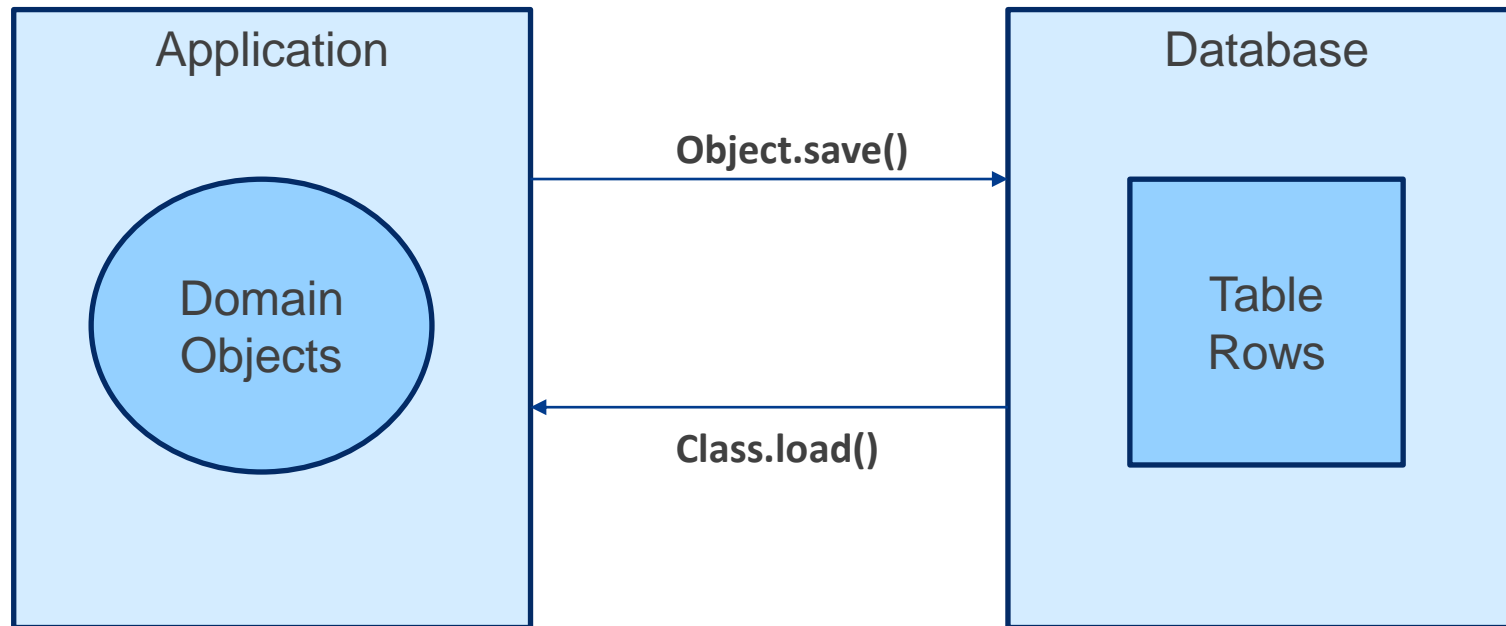 Application
Database
Object.save()
Domain
Objects
Table
Rows
Class.load()